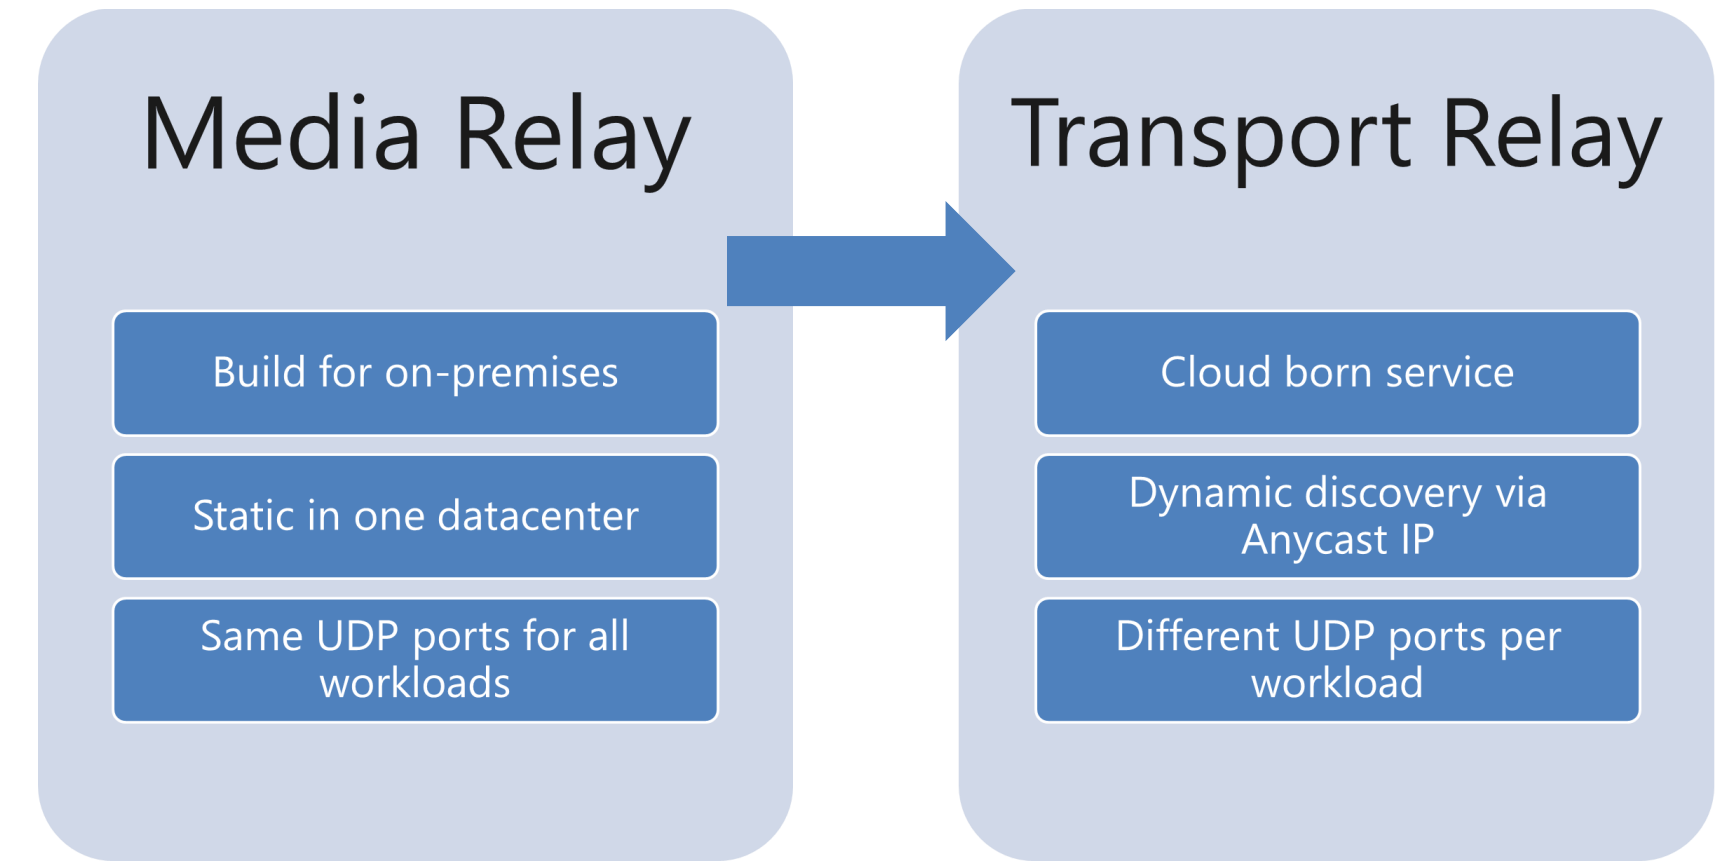 Media Relay
Build for on-premises
Static in one datacenter
Same UDP ports for all
workloads
Transport Relay
Cloud born service
Dynamic discovery via
Anycast IP
Different UDP ports per
workload